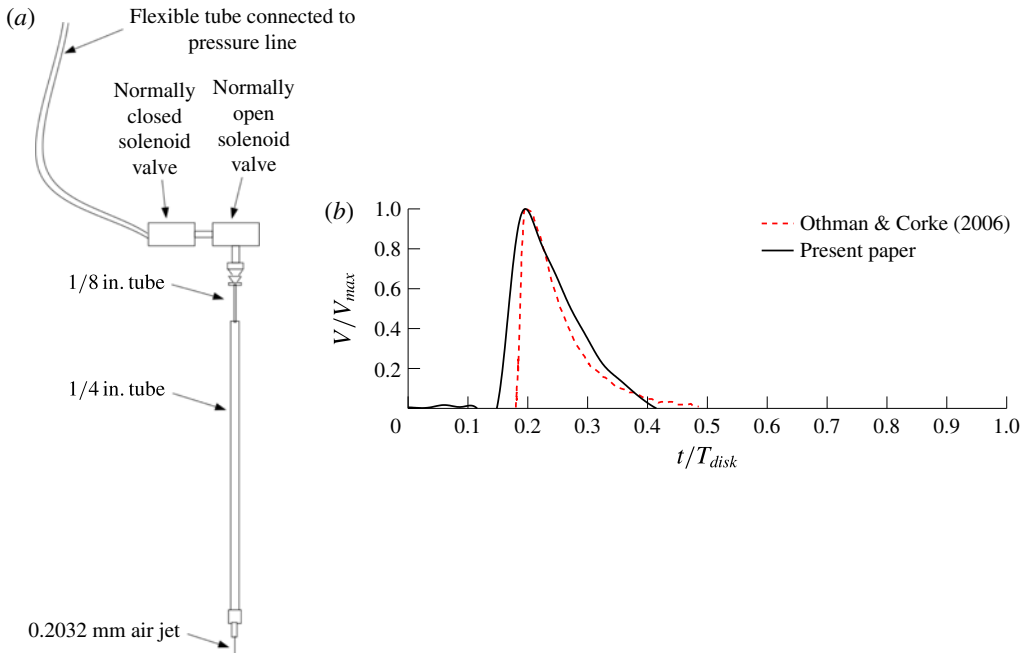 (a)
Flexible tube connected to
pressure line
Normally
closed
solenoid
valve
Normally
open
solenoid
valve
1/8 in. tube
1/4 in. tube
0.2032 mm air jet
(b)
V/Vmax
1.0
0.8
0.6
0.4
0.2
0 0.1 0.2 0.3 0.4 0.5 0.6 0.7 0.8 0.9 1.0
t/Tdisk
Othman & Corke (2006)
Present paper